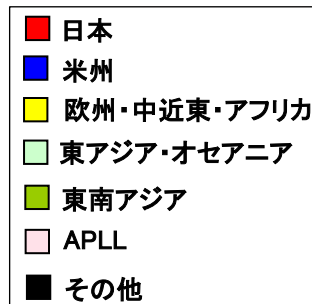 日本
米州
欧州・中近東・アフリカ
東アジア・オセアニア
東南アジア
APLL
その他